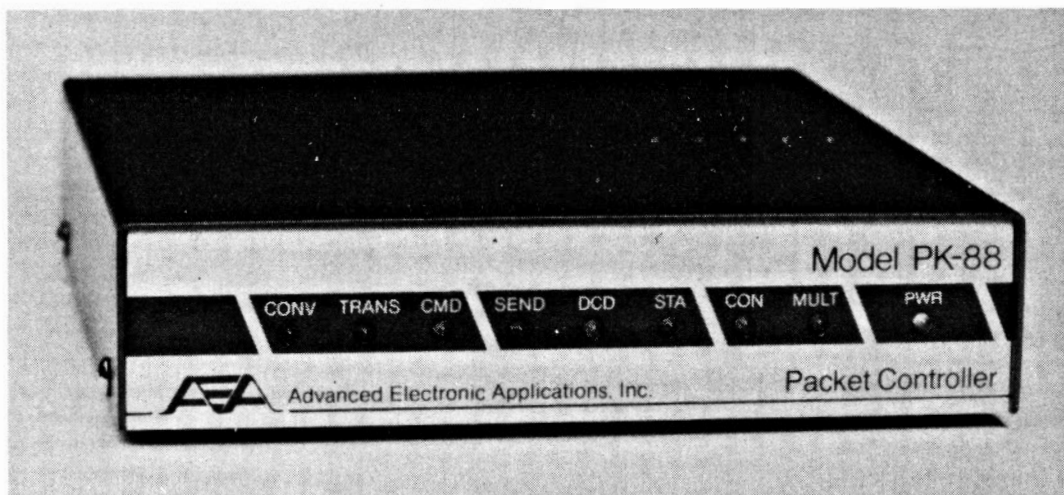 Model PK-88
CONV TRANS CMD SEND DCD STA CON MULT PWR
AEA Advanced Electronic Applications, Inc.
Packet Controller